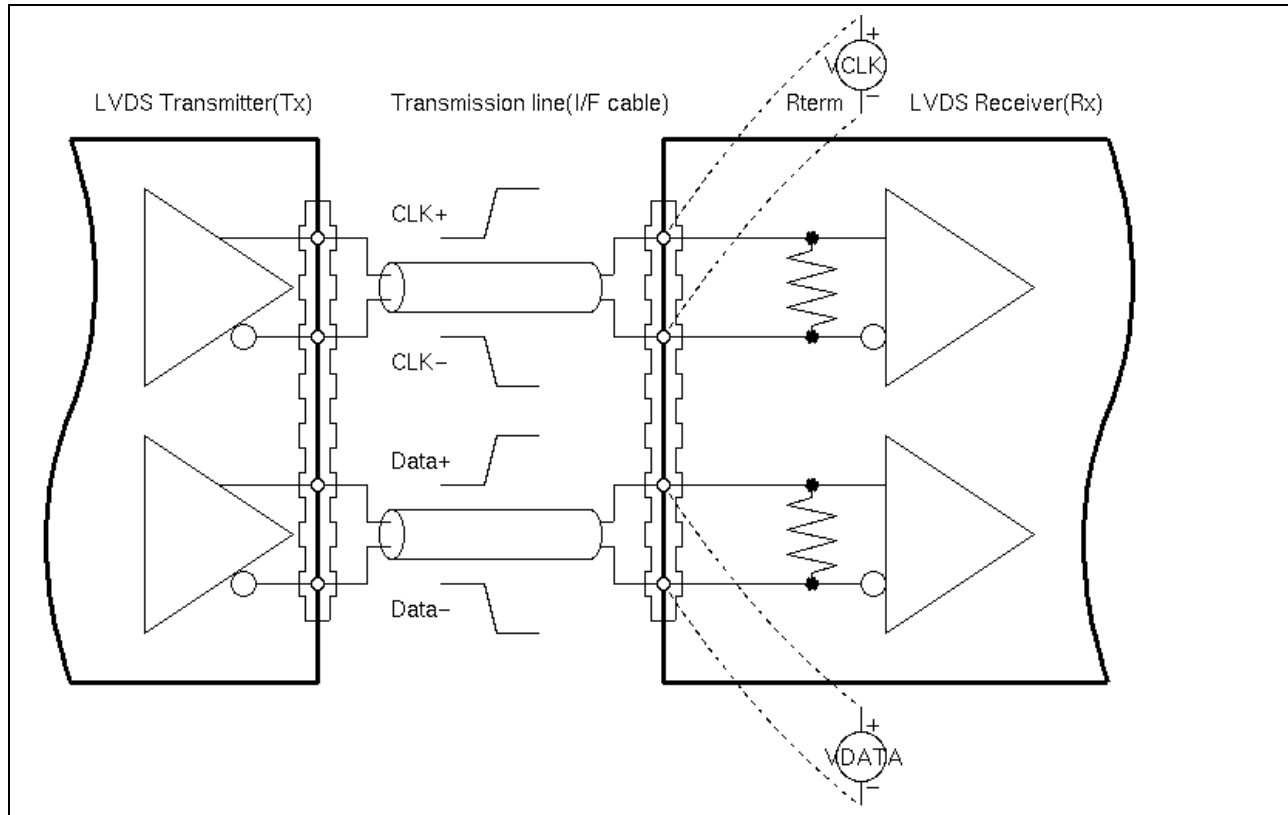 +
VCLK
−
LVDS Transmitter(Tx)
Transmission line(I/F cable)
Rterm
LVDS Receiver(Rx)
CLK+
CLK−
Data+
Data−
+
VDATA
−